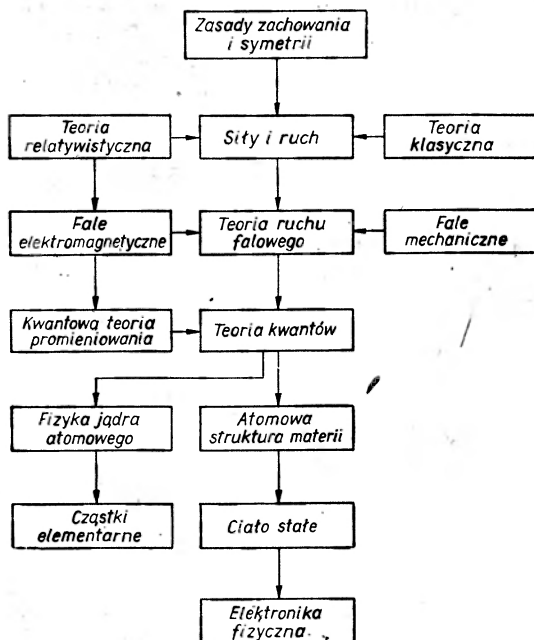 Zasady zachowania
i symetrii
Teoria
relatywistyczna
Siły i ruch
Teoria
klasyczna
Fale
elektromagnetyczne
Teoria ruchu
falowego
Fale
mechaniczne
Kwantowa teoria
promieniowania
Teoria kwantów
Fizyka jądra
atomowego
Atomowa
struktura materii
Cząstki
elementarne
Ciało stałe
Elektronika
fizyczna